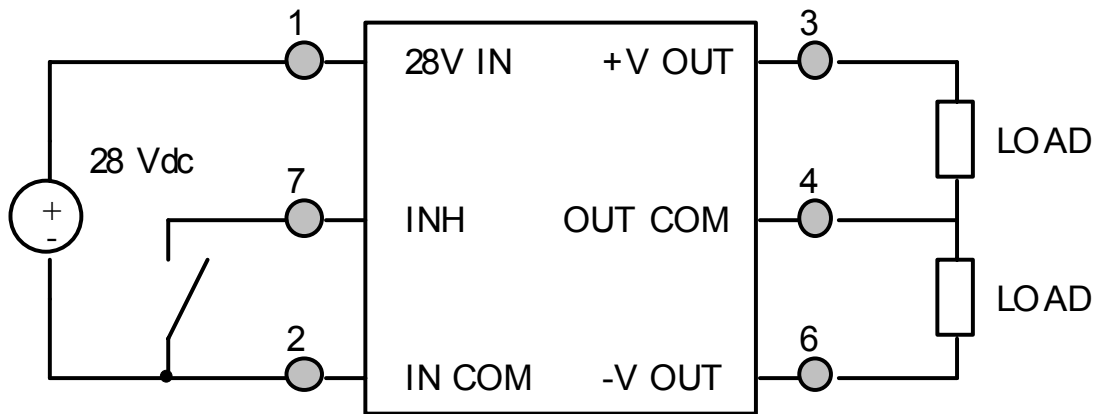 1
3
28V IN
+V OUT
LOAD
28 Vdc
7
4
+
-
INH
OUT COM
LOAD
2
6
IN COM
-V OUT